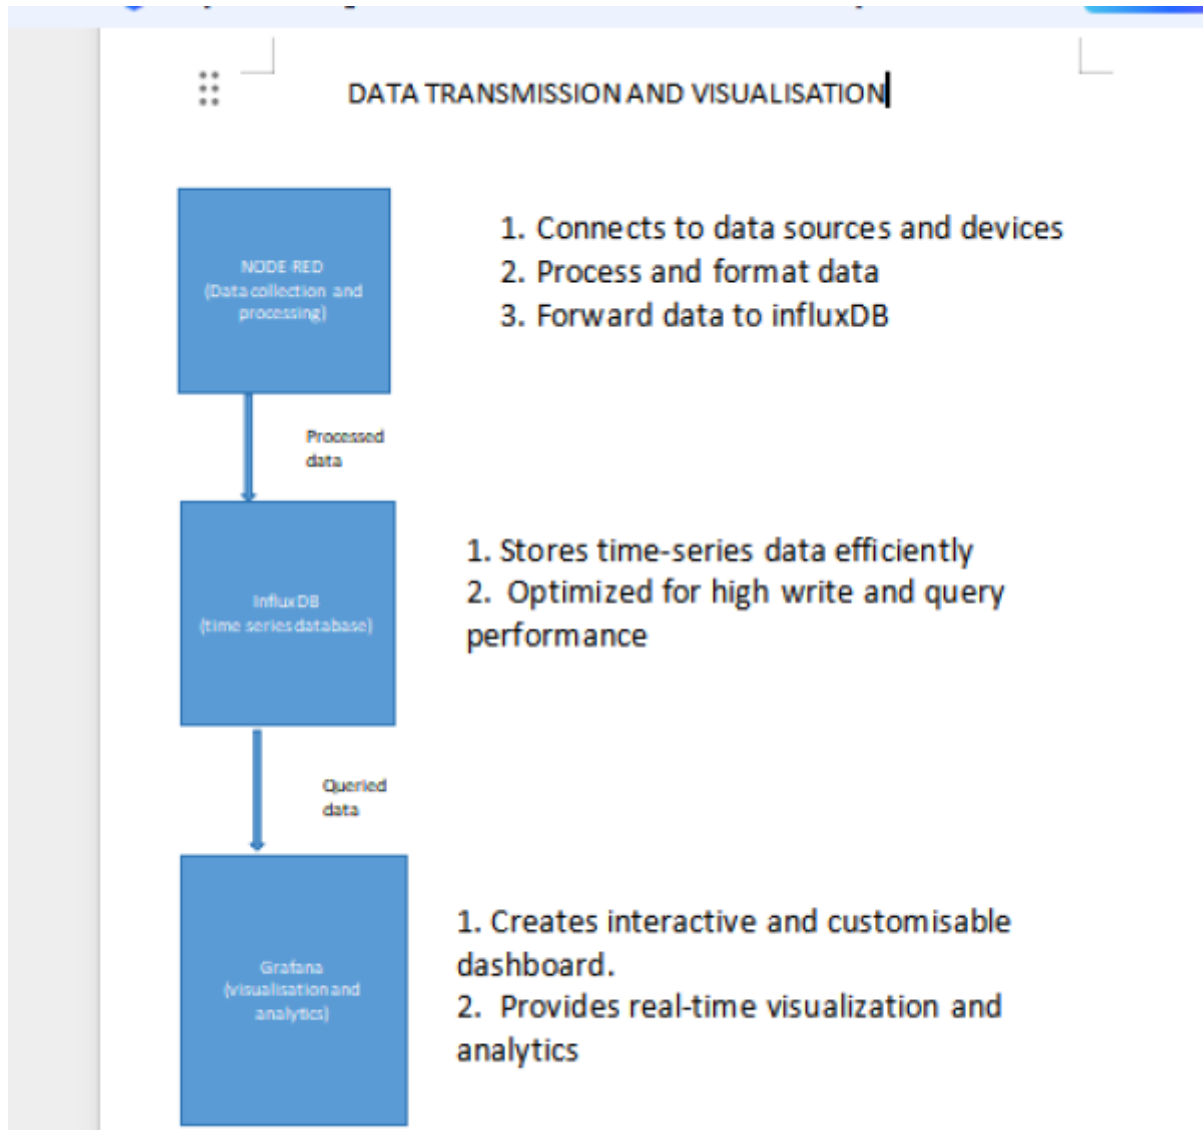 DATA TRANSMISSION AND VISUALISATION
NODE-RED
(Data collection and
processing)
1. Connects to data sources and devices
2. Process and format data
3. Forward data to influxDB
Processed
data
InfluxDB
(time series database)
1. Stores time-series data efficiently
2. Optimized for high write and query
performance
Queried
data
Grafana
(visualisation and
analytics)
1. Creates interactive and customisable
dashboard.
2. Provides real-time visualization and
analytics